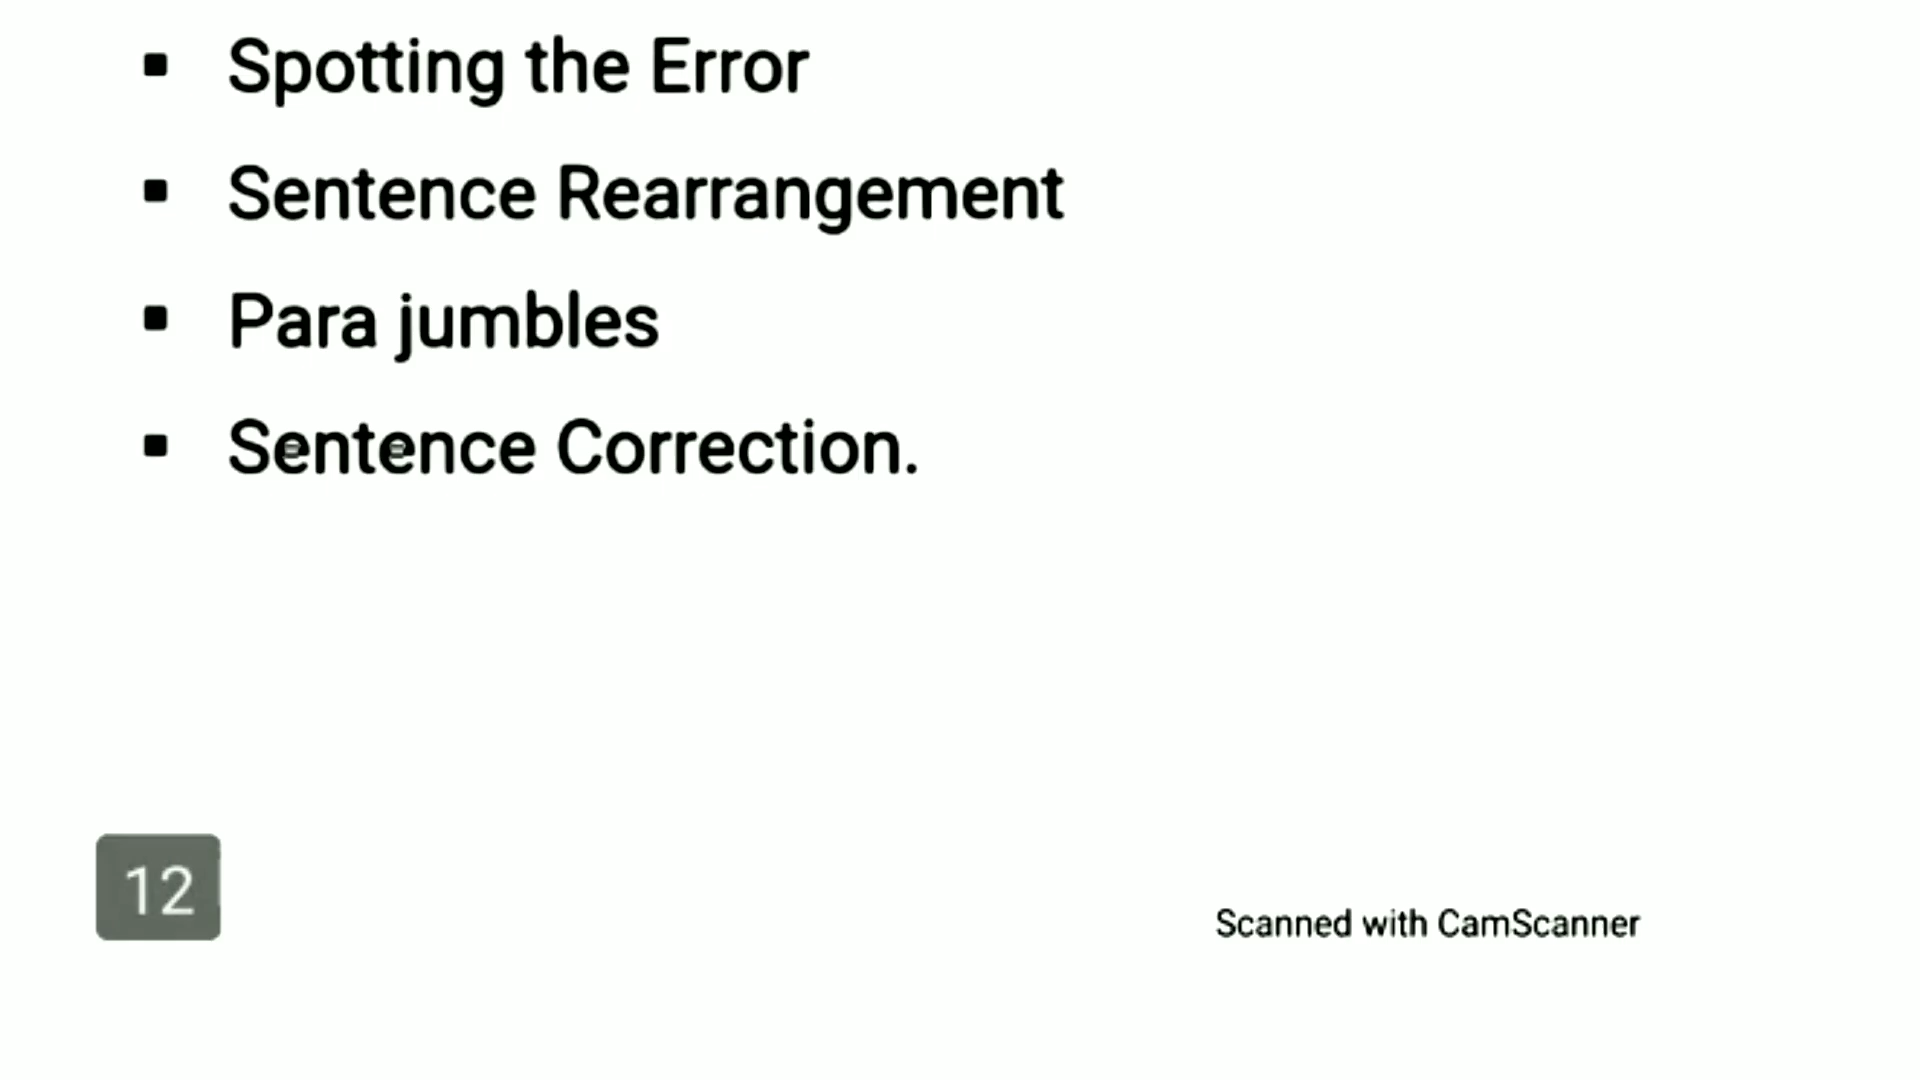 ▪ Spotting the Error
▪ Sentence Rearrangement
▪ Para jumbles
▪ Sentence Correction.
12
Scanned with CamScanner